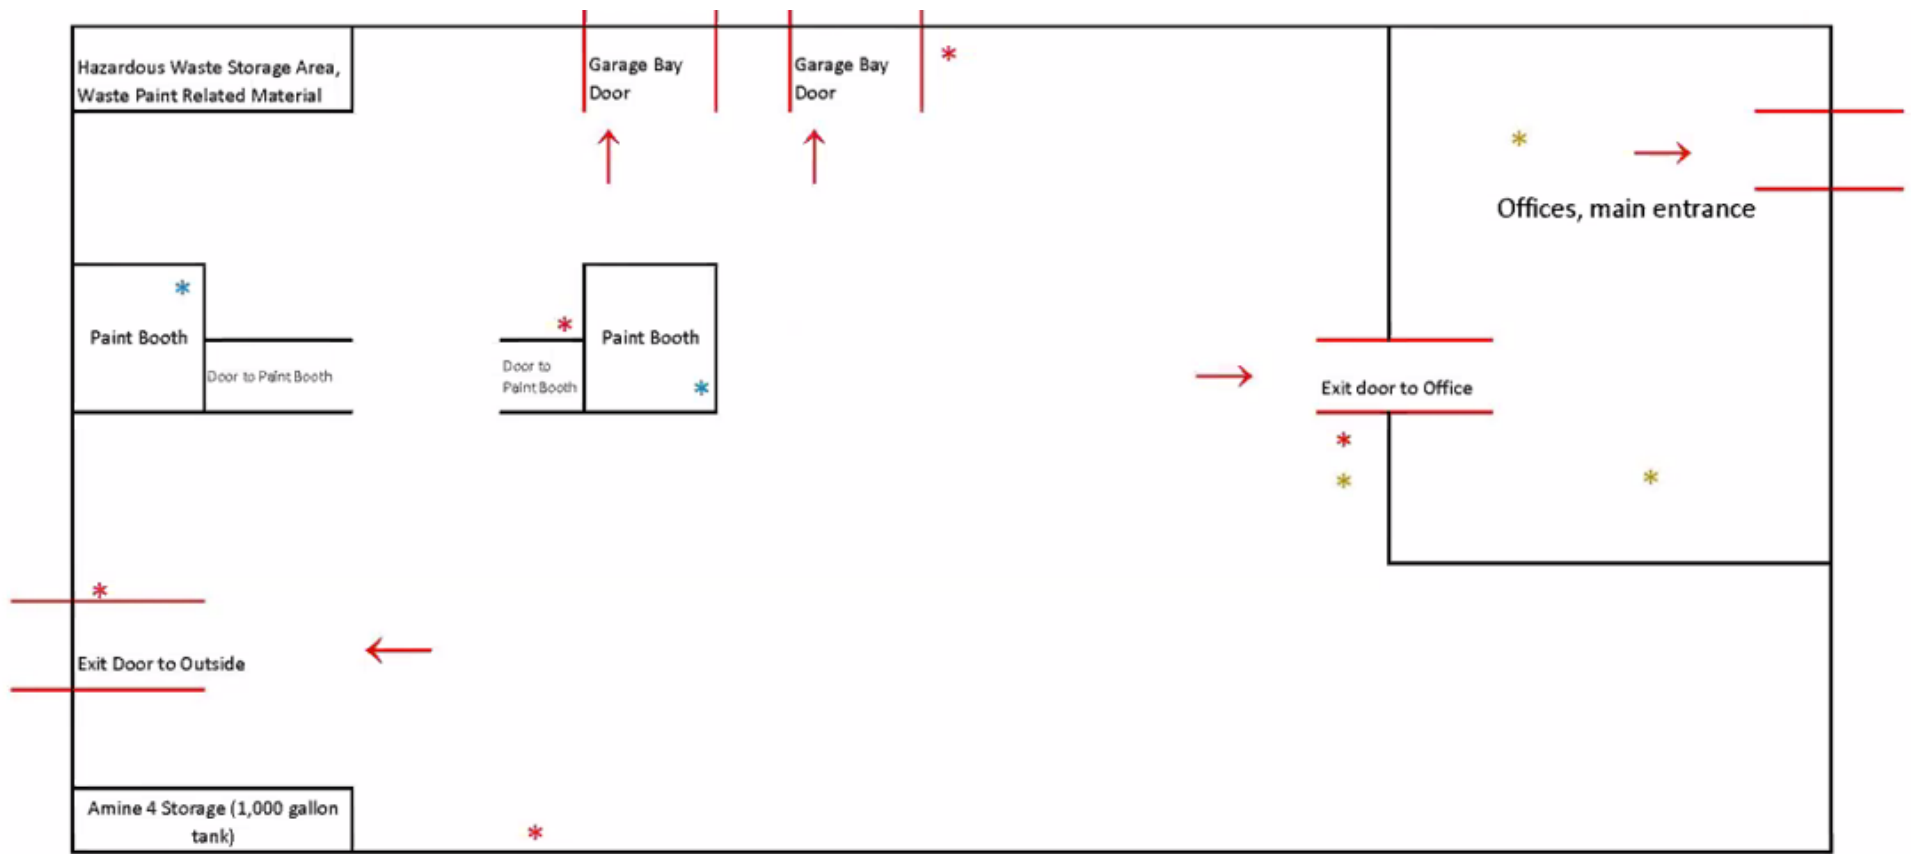 Hazardous Waste Storage Area,
Waste Paint Related Material
Garage Bay
Door
Garage Bay
Door
*
*
Offices, main entrance
*
Paint Booth
Door to Paint Booth
*
Door to
Paint Booth
Paint Booth
*
Exit door to Office
*
*
*
*
Exit Door to Outside
Amine 4 Storage (1,000 gallon
tank)
*